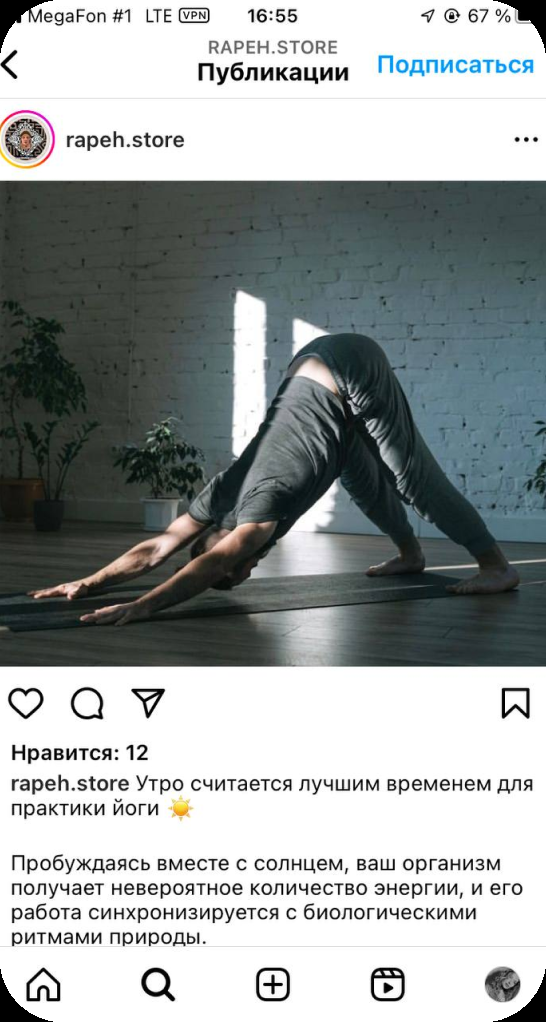 MegaFon #1 LTE VPN 16:55 67 %
RAPEH.STORE
Публикации
Подписаться
rapeh.store
Нравится: 12
rapeh.store Утро считается лучшим временем для
практики йоги ☀️
Пробуждаясь вместе с солнцем, ваш организм
получает невероятное количество энергии, и его
работа синхронизируется с биологическими
ритмами природы.